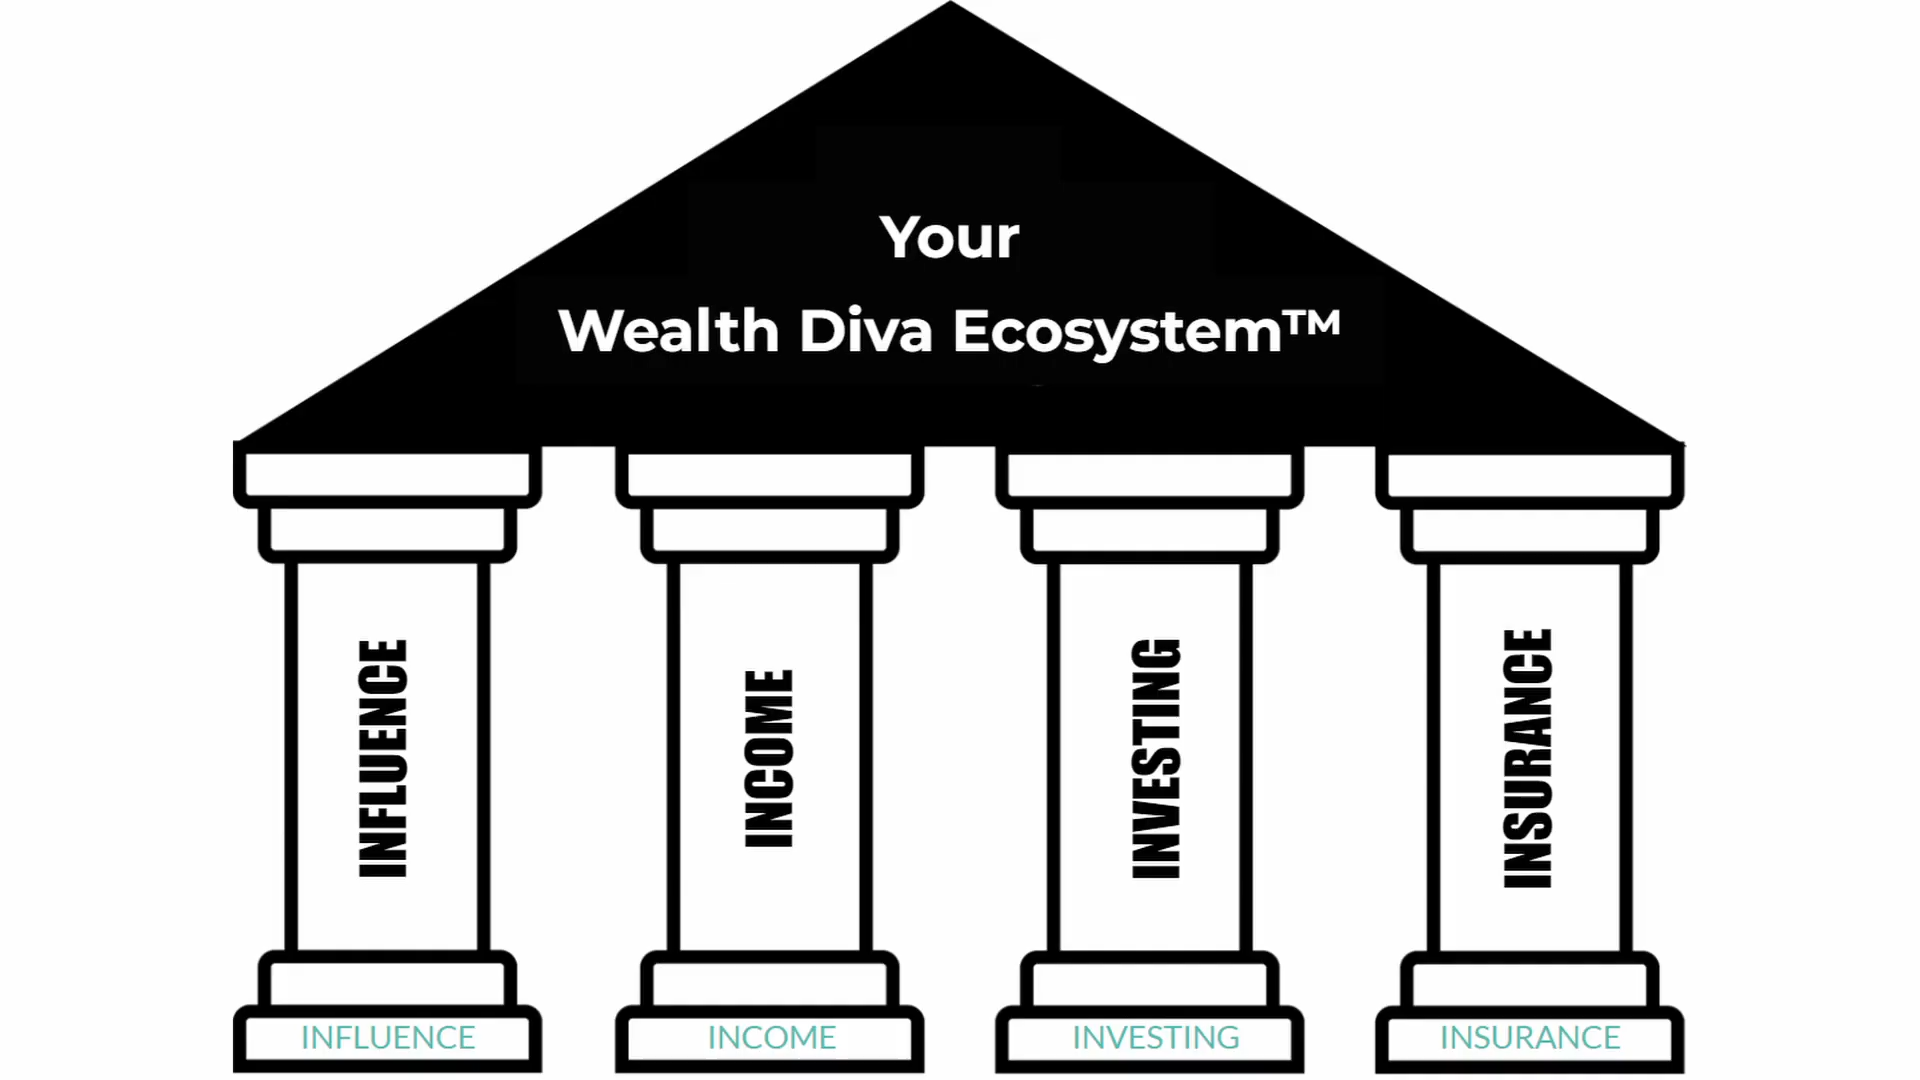 Your
Wealth Diva Ecosystem™
INFLUENCE
INCOME
INVESTING
INSURANCE
INFLUENCE
INCOME
INVESTING
INSURANCE